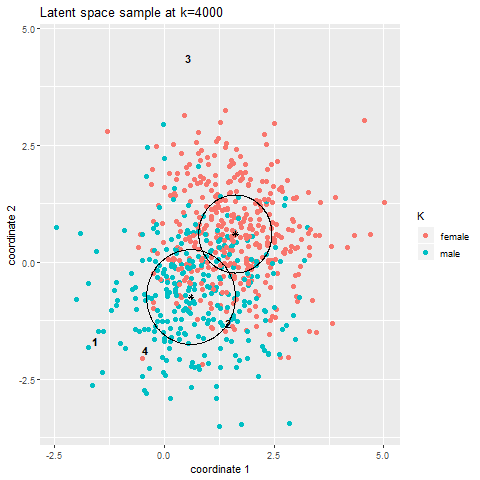 Latent space sample at k=4000
5.0
2.5
0.0
-2.5
-2.5
0.0
2.5
5.0
coordinate 1
coordinate 2
3
2
1
4
K
female
male